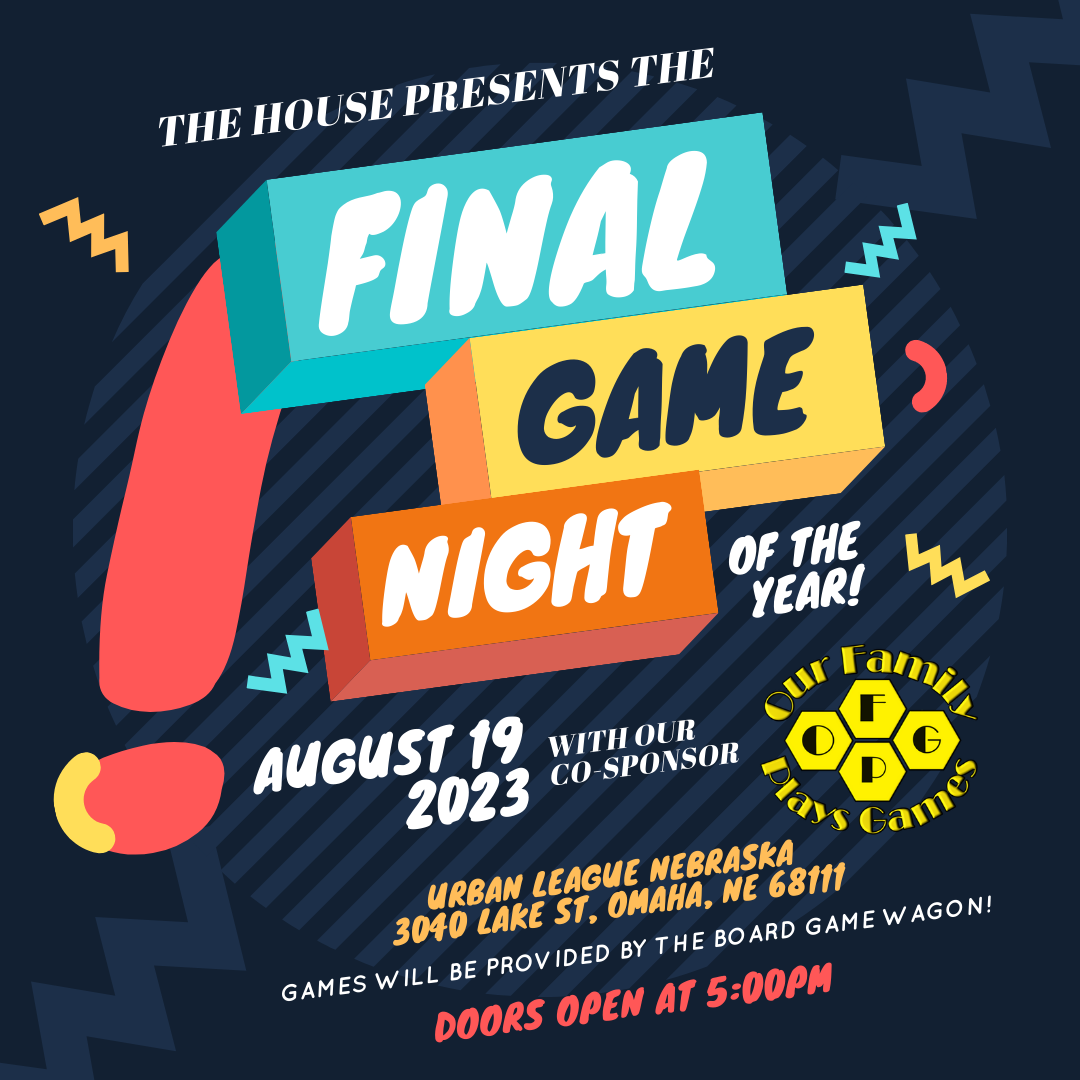 THE HOUSE PRESENTS THE
FINAL
GAME
NIGHT
OF THE
YEAR!
AUGUST 19
2023
WITH OUR
CO-SPONSOR
Our Family
F
O G
P
Plays Games
URBAN LEAGUE NEBRASKA
3040 LAKE ST, OMAHA, NE 68111
GAMES WILL BE PROVIDED BY THE BOARD GAME WAGON!
DOORS OPEN AT 5:00PM